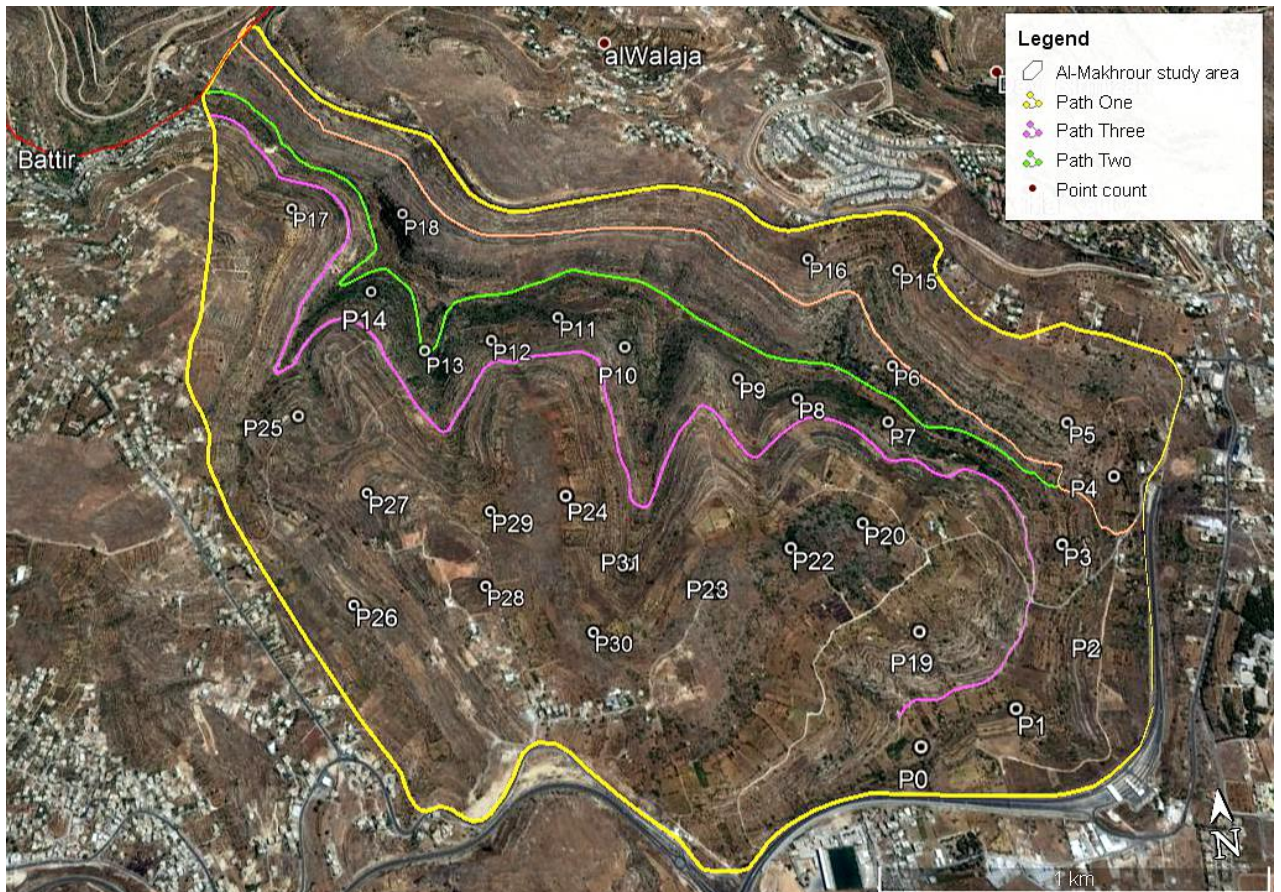 alWalaja
Legend
Al-Makhrour study area
Path One
Path Three
Path Two
Point count
Battir
P17
P18
P16
P15
P14
P11
P12
P13
P10
P9
P6
P8
P7
P5
P25
P4
P27
P29
P24
P20
P22
P3
P31
P23
P28
P26
P30
P19
P2
P1
P0
N
1 km